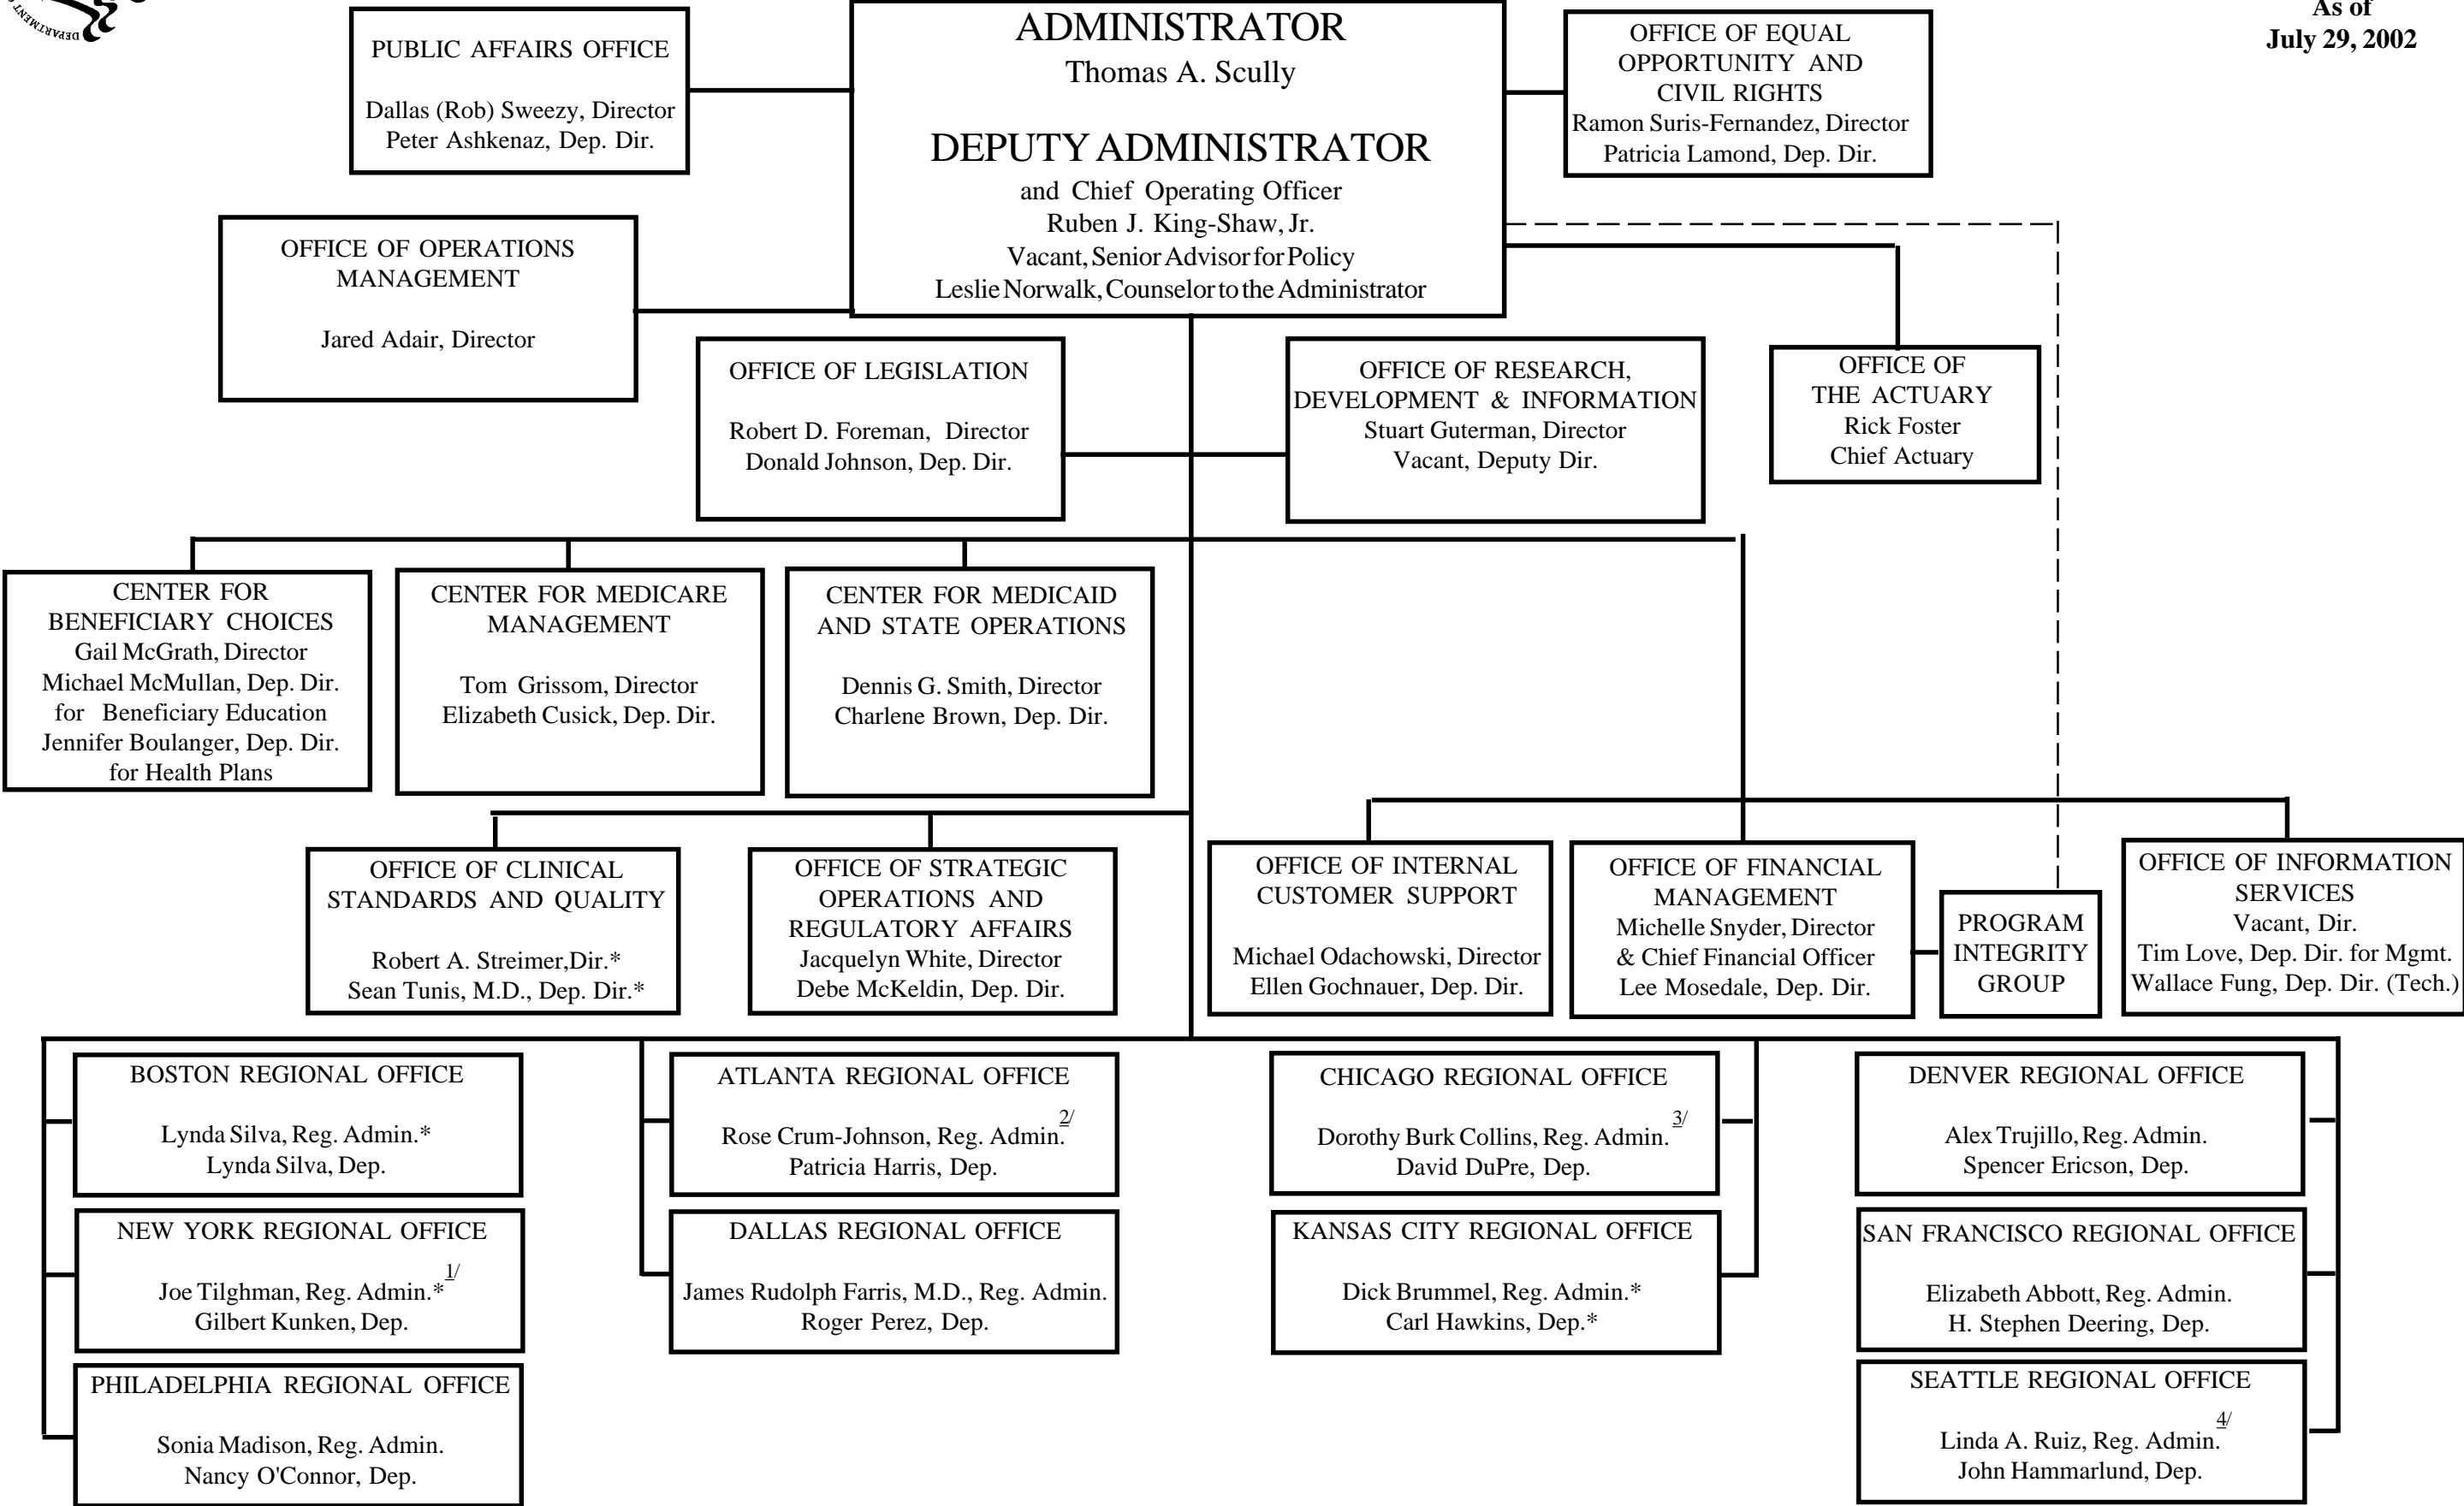 DEPARTMENT
As of
July 29, 2002
PUBLIC AFFAIRS OFFICE
Dallas (Rob) Sweezy, Director
Peter Ashkenaz, Dep. Dir.
ADMINISTRATOR
Thomas A. Scully
DEPUTY ADMINISTRATOR
and Chief Operating Officer
Ruben J. King-Shaw, Jr.
Vacant, Senior Advisor for Policy
Leslie Norwalk, Counselor to the Administrator
OFFICE OF EQUAL
OPPORTUNITY AND
CIVIL RIGHTS
Ramon Suris-Fernandez, Director
Patricia Lamond, Dep. Dir.
OFFICE OF OPERATIONS
MANAGEMENT
Jared Adair, Director
OFFICE OF LEGISLATION
Robert D. Foreman, Director
Donald Johnson, Dep. Dir.
OFFICE OF RESEARCH,
DEVELOPMENT & INFORMATION
Stuart Guterman, Director
Vacant, Deputy Dir.
OFFICE OF
THE ACTUARY
Rick Foster
Chief Actuary
CENTER FOR
BENEFICIARY CHOICES
Gail McGrath, Director
Michael McMullan, Dep. Dir.
for Beneficiary Education
Jennifer Boulanger, Dep. Dir.
for Health Plans
CENTER FOR MEDICARE
MANAGEMENT
Tom Grissom, Director
Elizabeth Cusick, Dep. Dir.
CENTER FOR MEDICAID
AND STATE OPERATIONS
Dennis G. Smith, Director
Charlene Brown, Dep. Dir.
OFFICE OF CLINICAL
STANDARDS AND QUALITY
Robert A. Streimer,Dir.*
Sean Tunis, M.D., Dep. Dir.*
OFFICE OF STRATEGIC
OPERATIONS AND
REGULATORY AFFAIRS
Jacquelyn White, Director
Debe McKeldin, Dep. Dir.
OFFICE OF INTERNAL
CUSTOMER SUPPORT
Michael Odachowski, Director
Ellen Gochnauer, Dep. Dir.
OFFICE OF FINANCIAL
MANAGEMENT
Michelle Snyder, Director
& Chief Financial Officer
Lee Mosedale, Dep. Dir.
PROGRAM
INTEGRITY
GROUP
OFFICE OF INFORMATION
SERVICES
Vacant, Dir.
Tim Love, Dep. Dir. for Mgmt.
Wallace Fung, Dep. Dir. (Tech.)
BOSTON REGIONAL OFFICE
Lynda Silva, Reg. Admin.*
Lynda Silva, Dep.
ATLANTA REGIONAL OFFICE
Rose Crum-Johnson, Reg. Admin. 2/
Patricia Harris, Dep.
CHICAGO REGIONAL OFFICE
Dorothy Burk Collins, Reg. Admin. 3/
David DuPre, Dep.
DENVER REGIONAL OFFICE
Alex Trujillo, Reg. Admin.
Spencer Ericson, Dep.
NEW YORK REGIONAL OFFICE
Joe Tilghman, Reg. Admin.* 1/
Gilbert Kunken, Dep.
DALLAS REGIONAL OFFICE
James Rudolph Farris, M.D., Reg. Admin.
Roger Perez, Dep.
KANSAS CITY REGIONAL OFFICE
Dick Brummel, Reg. Admin.*
Carl Hawkins, Dep.*
SAN FRANCISCO REGIONAL OFFICE
Elizabeth Abbott, Reg. Admin.
H. Stephen Deering, Dep.
PHILADELPHIA REGIONAL OFFICE
Sonia Madison, Reg. Admin.
Nancy O'Connor, Dep.
SEATTLE REGIONAL OFFICE
Linda A. Ruiz, Reg. Admin. 4/
John Hammarlund, Dep.